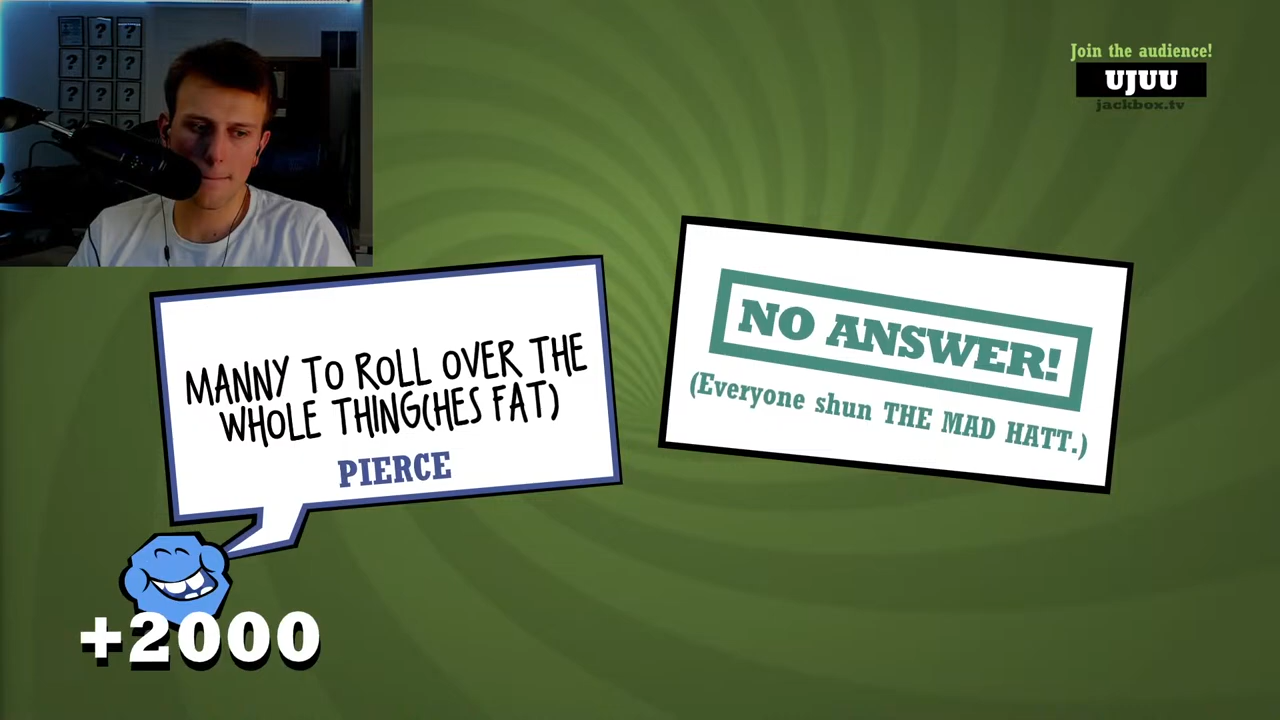 ? ? ?
? ? ?
? ? ?
Join the audience!
UJUU
jackbox.tv
MANNY TO ROLL OVER THE
WHOLE THING(HES FAT)
PIERCE
NO ANSWER!
(Everyone shun THE MAD HATT.)
+2000